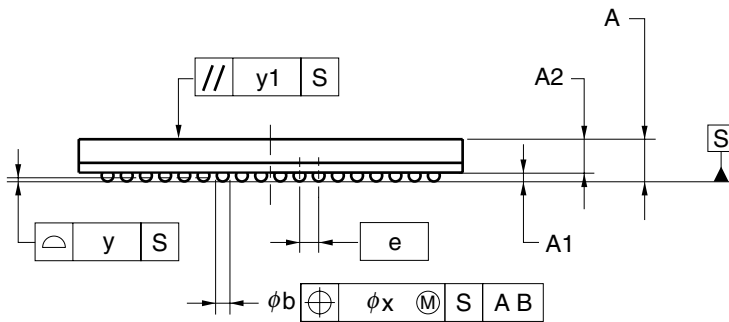 A
// y1 S
A2
S
y S
e
A1
φb ⌖ φx Ⓜ S A B